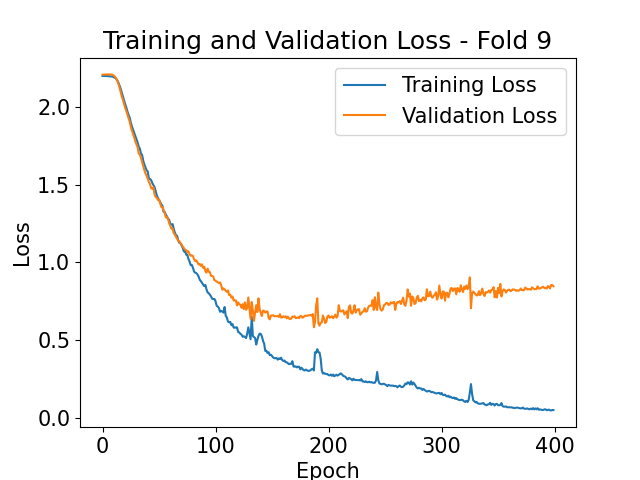 Training and Validation Loss - Fold 9
Training Loss
Validation Loss
2.0
1.5
1.0
0.5
0.0
Loss
0
100
200
300
400
Epoch